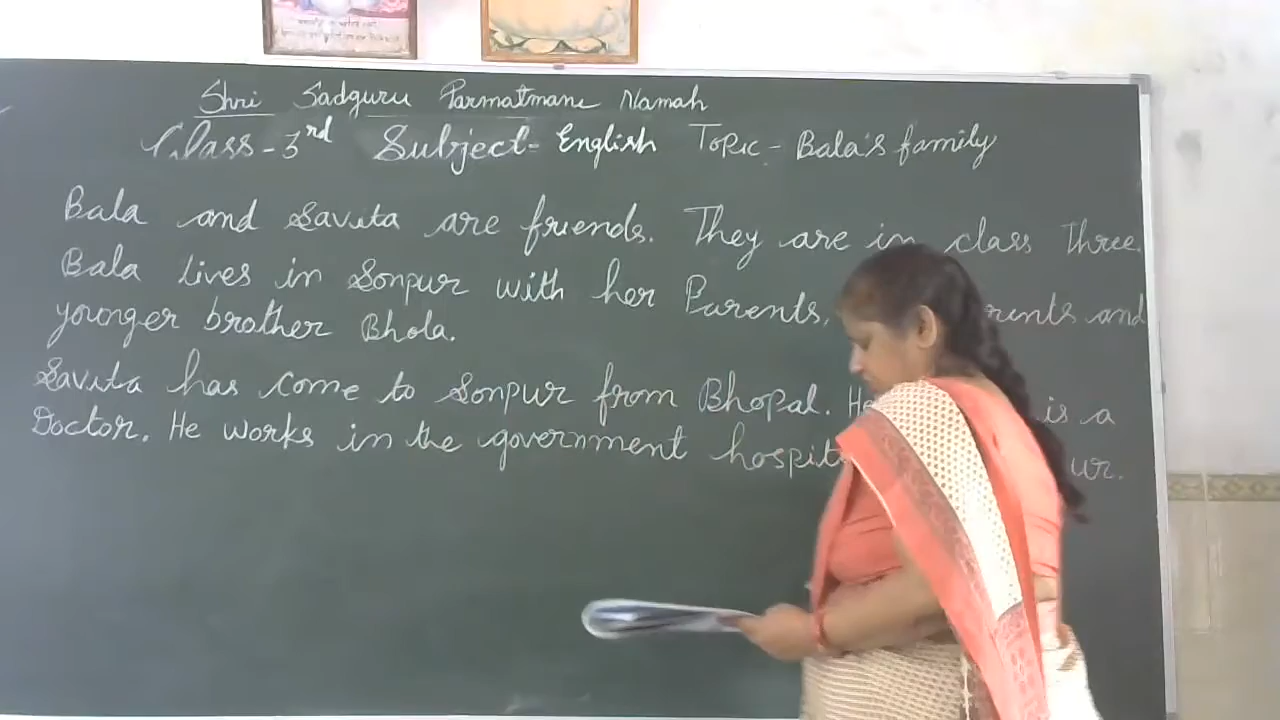 Shri Sadguru Parmatmane Namah
Class - 3rd Subject - English Topic - Bala's family
Bala and Savita are friends. They are in class Three.
Bala lives in Sonpur with her Parents, rents and
younger brother Bhola.
Savita has come to Sonpur from Bhopal. He is a
Doctor. He works in the government hospit ur.